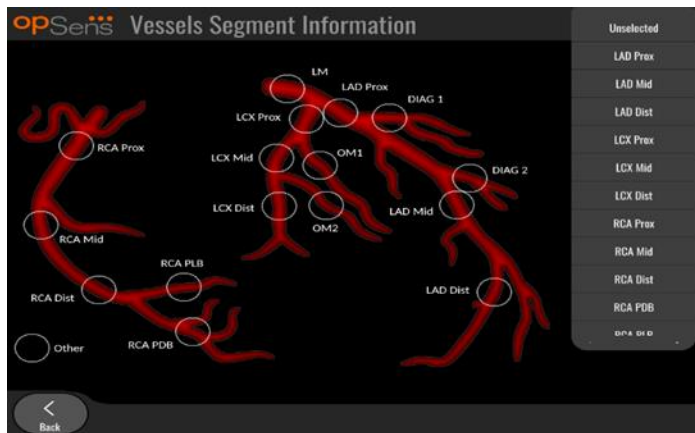 opSens Vessels Segment Information
LM
LAD Prox
DIAG 1
LCX Prox
RCA Prox
OM1
LCX Mid
DIAG 2
LCX Dist
LAD Mid
OM2
RCA Mid
RCA PLB
LAD Dist
RCA Dist
RCA PDB
Other
Back
Unselected
LAD Prox
LAD Mid
LAD Dist
LCX Prox
LCX Mid
LCX Dist
RCA Prox
RCA Mid
RCA Dist
RCA PDB
RCA PLB